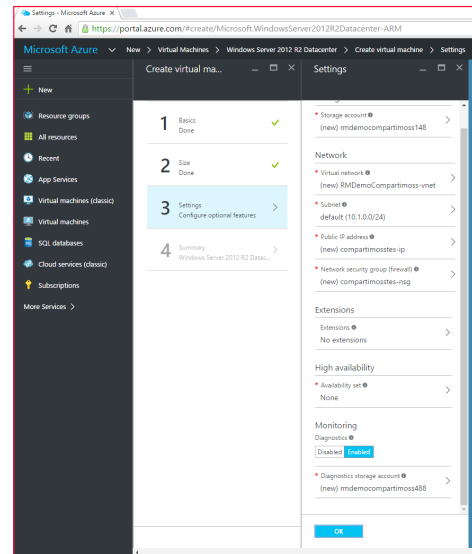 Settings - Microsoft Azure
https://portal.azure.com/#create/Microsoft.WindowsServer2012R2Datacenter-ARM
Microsoft Azure New > Virtual Machines > Windows Server 2012 R2 Datacenter > Create virtual machine > Settings
New
Resource groups
All resources
Recent
App Services
Virtual machines (classic)
Virtual machines
SQL databases
Cloud services (classic)
Subscriptions
More Services >
Create virtual ma...
1 Basics
Done
2 Size
Done
3 Settings
Configure optional features
4 Summary
Windows Server 2012 R2 Datac...
Settings
* Storage account
(new) rmdemocompartimoss148
Network
* Virtual network
(new) RMDemoCompartimoss-vnet
* Subnet
default (10.1.0.0/24)
* Public IP address
(new) compartimosstes-ip
* Network security group (firewall)
(new) compartimosstes-nsg
Extensions
Extensions
No extensions
High availability
* Availability set
None
Monitoring
Diagnostics
Disabled Enabled
* Diagnostics storage account
(new) rmdemocompartimoss488
OK